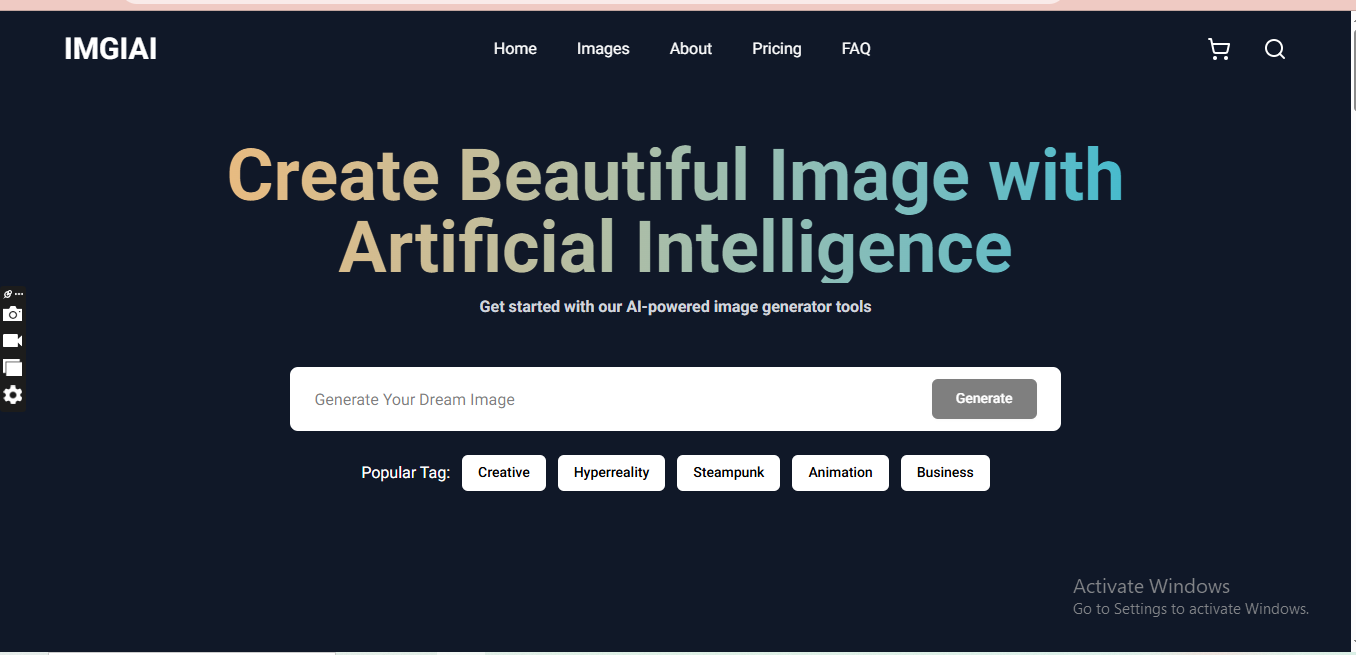 IMGIAI
Home Images About Pricing FAQ
Create Beautiful Image with
Artificial Intelligence
Get started with our AI-powered image generator tools
Generate Your Dream Image Generate
Popular Tag: Creative Hyperreality Steampunk Animation Business
Activate Windows
Go to Settings to activate Windows.